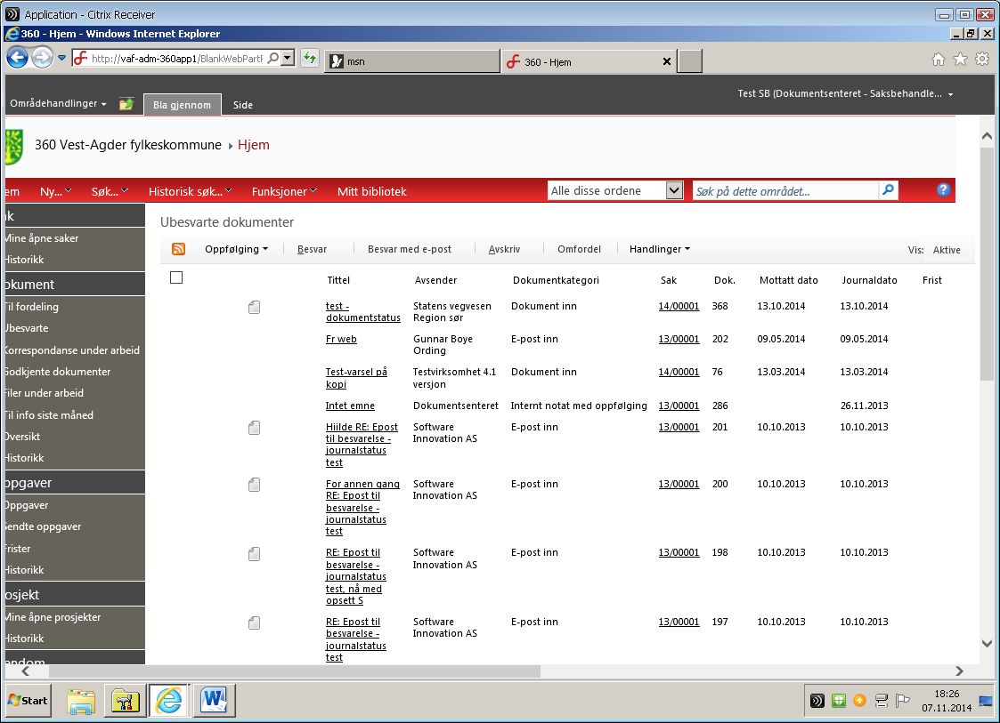 Application - Citrix Receiver
360 - Hjem - Windows Internet Explorer
http://vaf-adm-360app1/BlankWebPartF
msn
360 - Hjem
Områdehandlinger
Bla gjennom
Side
Test SB (Dokumentsenteret - Saksbehandle...
360 Vest-Agder fylkeskommune
Hjem
em
Ny...
Søk...
Historisk søk...
Funksjoner
Mitt bibliotek
Alle disse ordene
Søk på dette området...
ak
Mine åpne saker
Historikk
okument
Til fordeling
Ubesvarte
Korrespondanse under arbeid
Godkjente dokumenter
Filer under arbeid
Til info siste måned
Oversikt
Historikk
ppgaver
Oppgaver
Sendte oppgaver
Frister
Historikk
osjekt
Mine åpne prosjekter
Historikk
endom
Ubesvarte dokumenter
Oppfølging
Besvar
Besvar med e-post
Avskriv
Omfordel
Handlinger
Vis: Aktive
Tittel Avsender Dokumentkategori Sak Dok. Mottatt dato Journaldato Frist
test - Statens vegvesen Dokument inn 14/00001 368 13.10.2014 13.10.2014
dokumentstatus Region sør
Fr web Gunnar Boye E-post inn 13/00001 202 09.05.2014 09.05.2014
Ording
Test-varsel på Testvirksomhet 4.1 Dokument inn 14/00001 76 13.03.2014 13.03.2014
kopi versjon
Intet emne Dokumentsenteret Internt notat med oppfølging 13/00001 286 26.11.2013
Hiilde RE: Epost Software E-post inn 13/00001 201 10.10.2013 10.10.2013
til besvarelse - Innovation AS
journalstatus
test
For annen gang Software E-post inn 13/00001 200 10.10.2013 10.10.2013
RE: Epost til Innovation AS
besvarelse -
journalstatus
test
RE: Epost til Software E-post inn 13/00001 198 10.10.2013 10.10.2013
besvarelse - Innovation AS
journalstatus
test, nå med
opsett S
RE: Epost til Software E-post inn 13/00001 197 10.10.2013 10.10.2013
besvarelse - Innovation AS
journalstatus
test
Start
18:26
07.11.2014